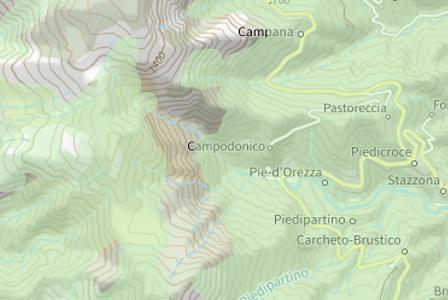 Campana
1400
Pastoreccia
Campodonico
Piedicroce
Pie-d'Orezza
Stazzona
Piedipartino
Carcheto-Brustico
Piedipartino